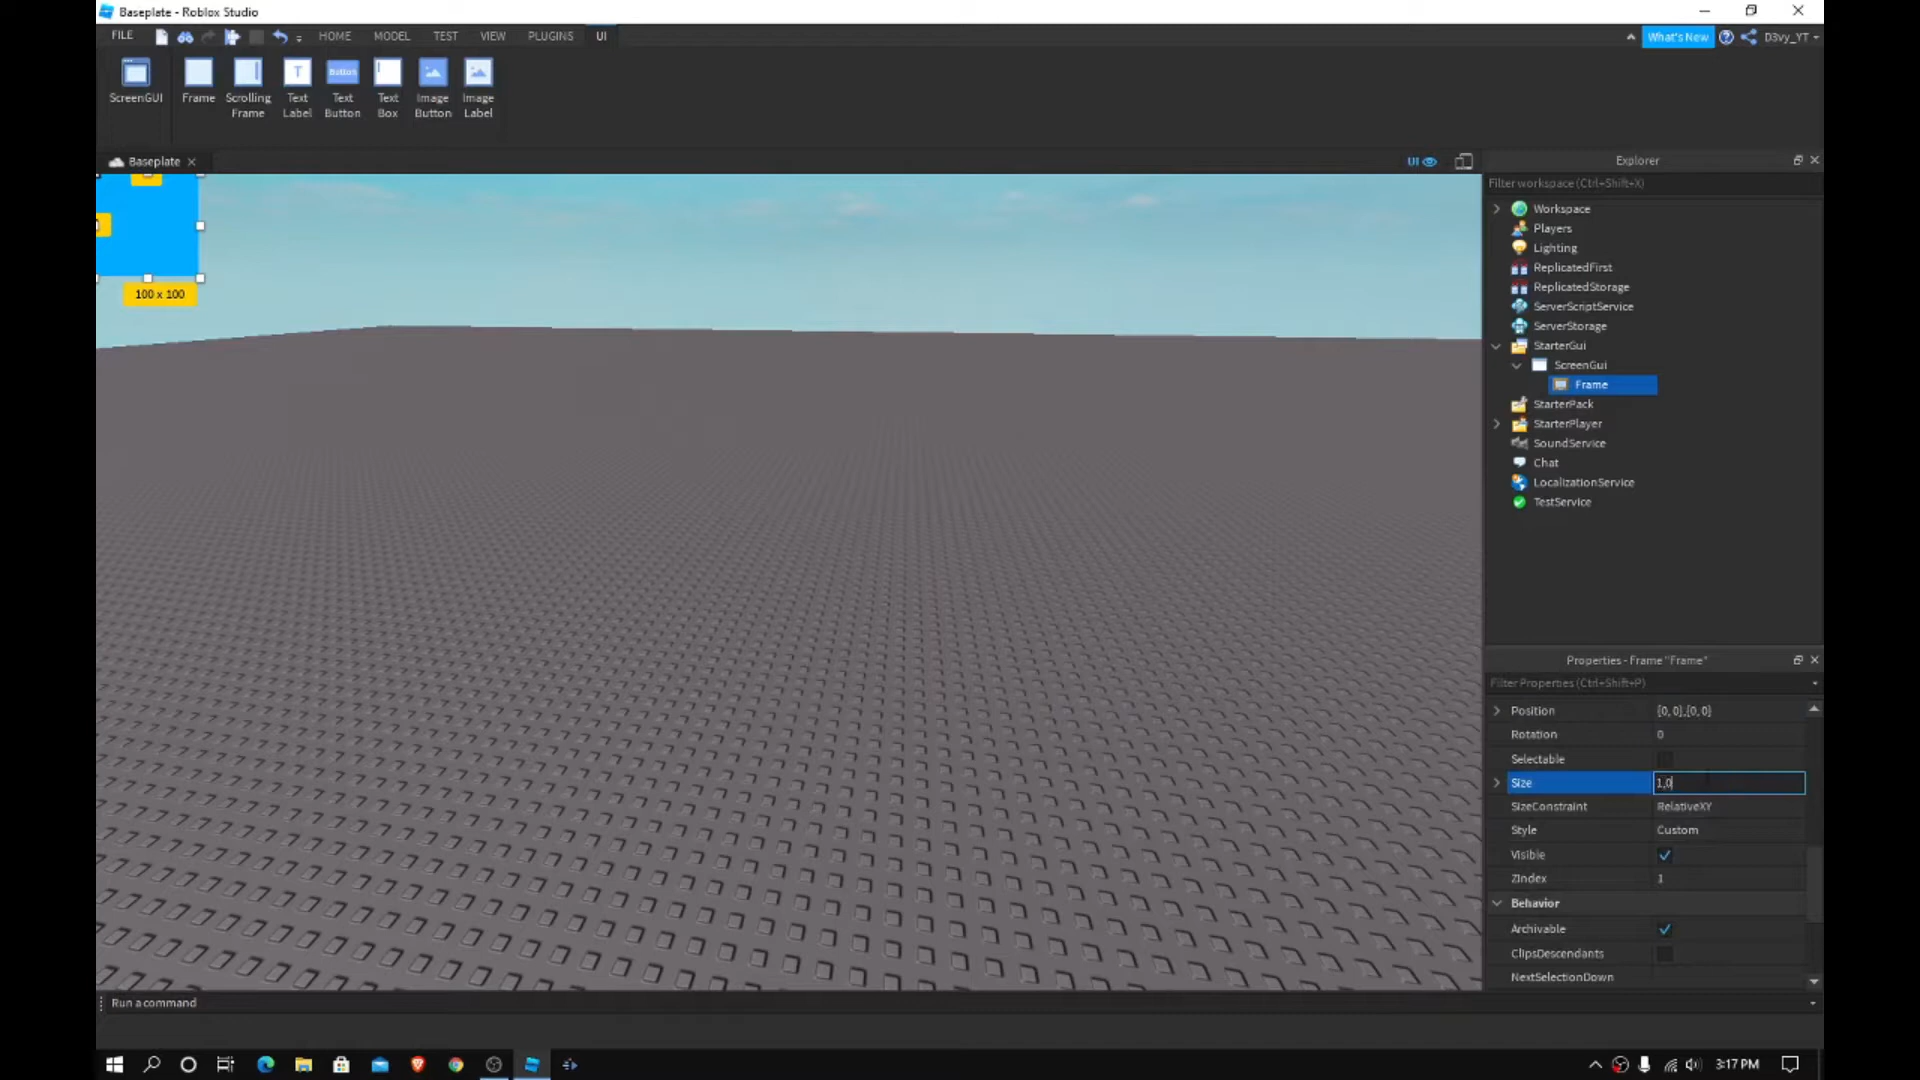 Baseplate - Roblox Studio
FILE HOME MODEL TEST VIEW PLUGINS UI What's New D3vy_YT
ScreenGUI Frame Scrolling Frame Text Label Button Text Button Text Box Image Button Image Label
Baseplate UI Explorer
Filter workspace (Ctrl+Shift+X)
Workspace
Players
Lighting
ReplicatedFirst
ReplicatedStorage
100 x 100
ServerScriptService
ServerStorage
StarterGui
ScreenGui
Frame
StarterPack
StarterPlayer
SoundService
Chat
LocalizationService
TestService
Properties - Frame "Frame"
Filter Properties (Ctrl+Shift+P)
Position {0, 0},{0, 0}
Rotation 0
Selectable
Size 1,0
SizeConstraint RelativeXY
Style Custom
Visible
ZIndex 1
Behavior
Archivable
ClipsDescendants
NextSelectionDown
Run a command
3:17 PM